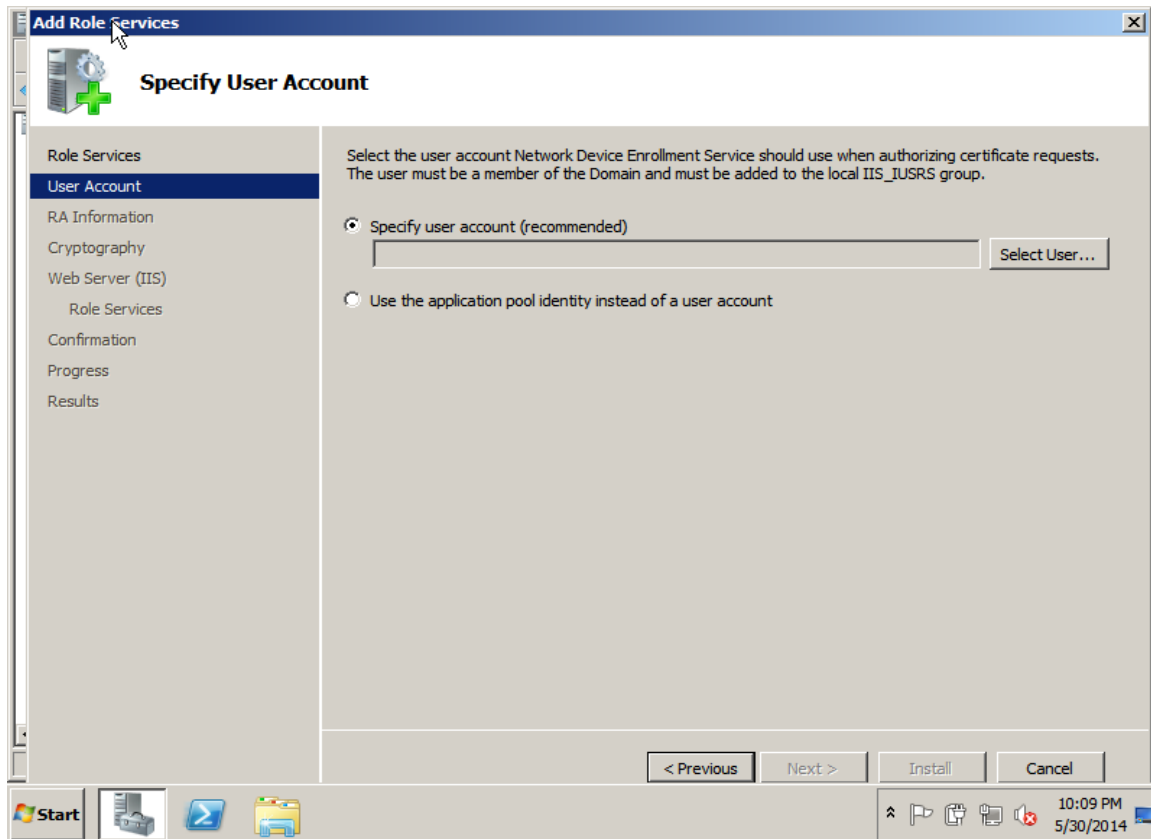 Add Role Services
Specify User Account
Role Services
User Account
RA Information
Cryptography
Web Server (IIS)
Role Services
Confirmation
Progress
Results
Select the user account Network Device Enrollment Service should use when authorizing certificate requests.
The user must be a member of the Domain and must be added to the local IIS_IUSRS group.
Specify user account (recommended)
Select User...
Use the application pool identity instead of a user account
< Previous
Next >
Install
Cancel
Start
10:09 PM
5/30/2014